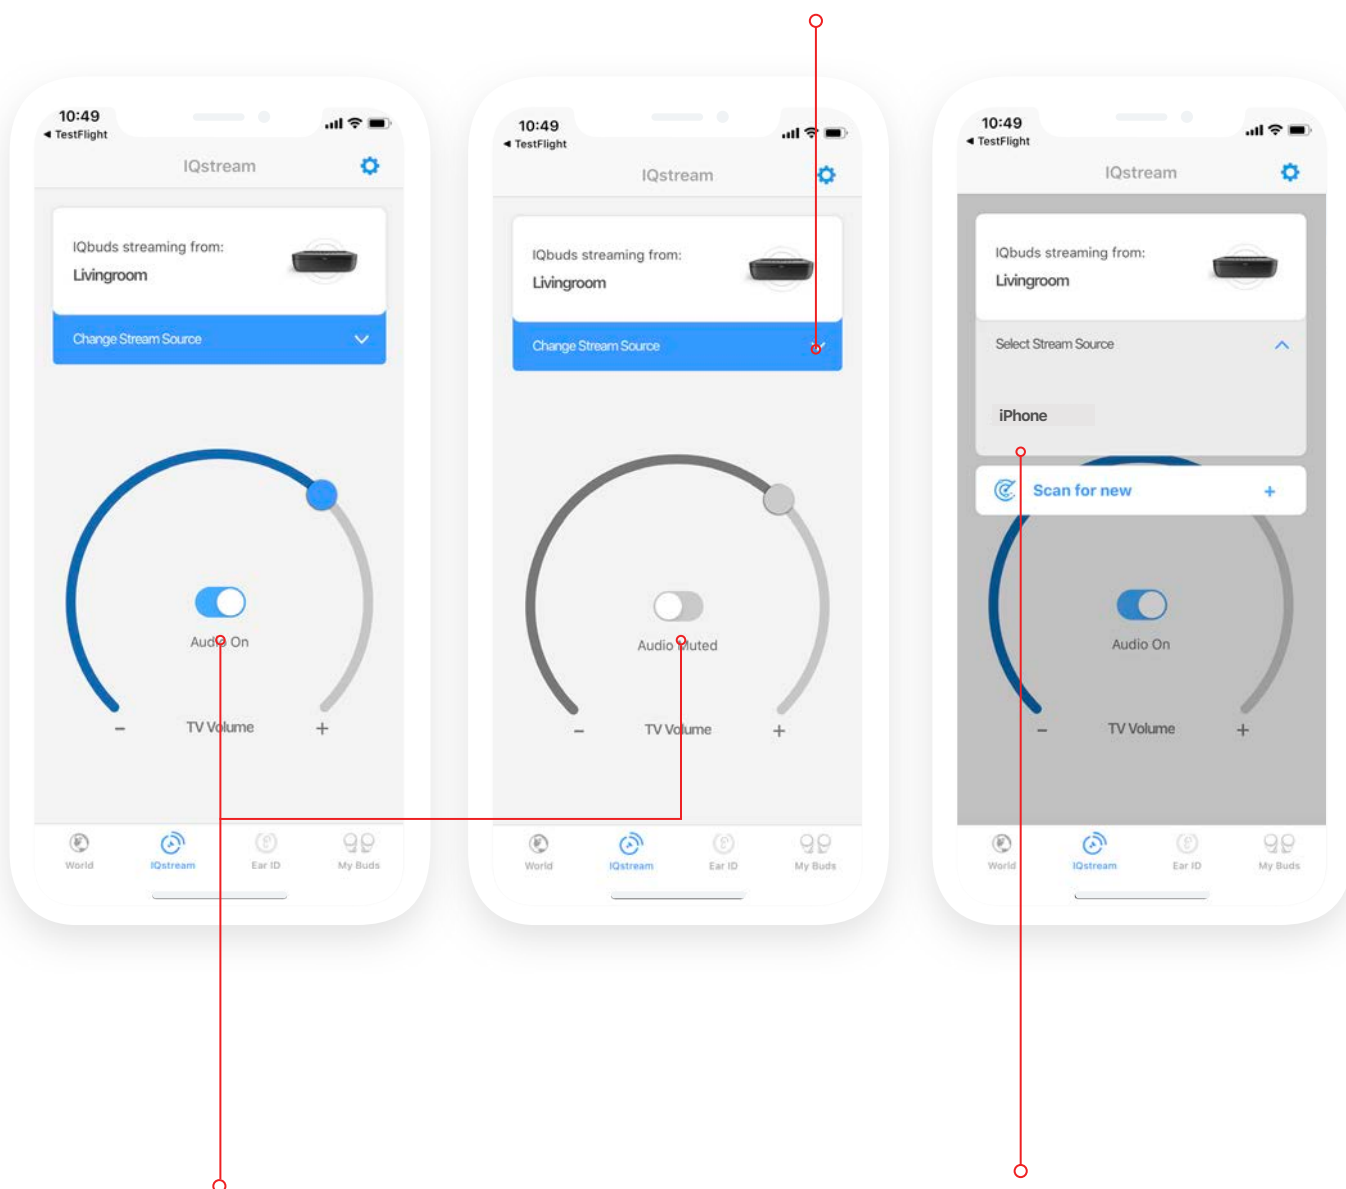 10:49
◄ TestFlight
IQstream
IQbuds streaming from:
Livingroom
Change Stream Source
Audio On
- TV Volume +
World IQstream Ear ID My Buds
10:49
◄ TestFlight
IQstream
IQbuds streaming from:
Livingroom
Change Stream Source
Audio Muted
- TV Volume +
World IQstream Ear ID My Buds
10:49
◄ TestFlight
IQstream
IQbuds streaming from:
Livingroom
Select Stream Source
iPhone
Scan for new +
Audio On
- TV Volume +
World IQstream Ear ID My Buds